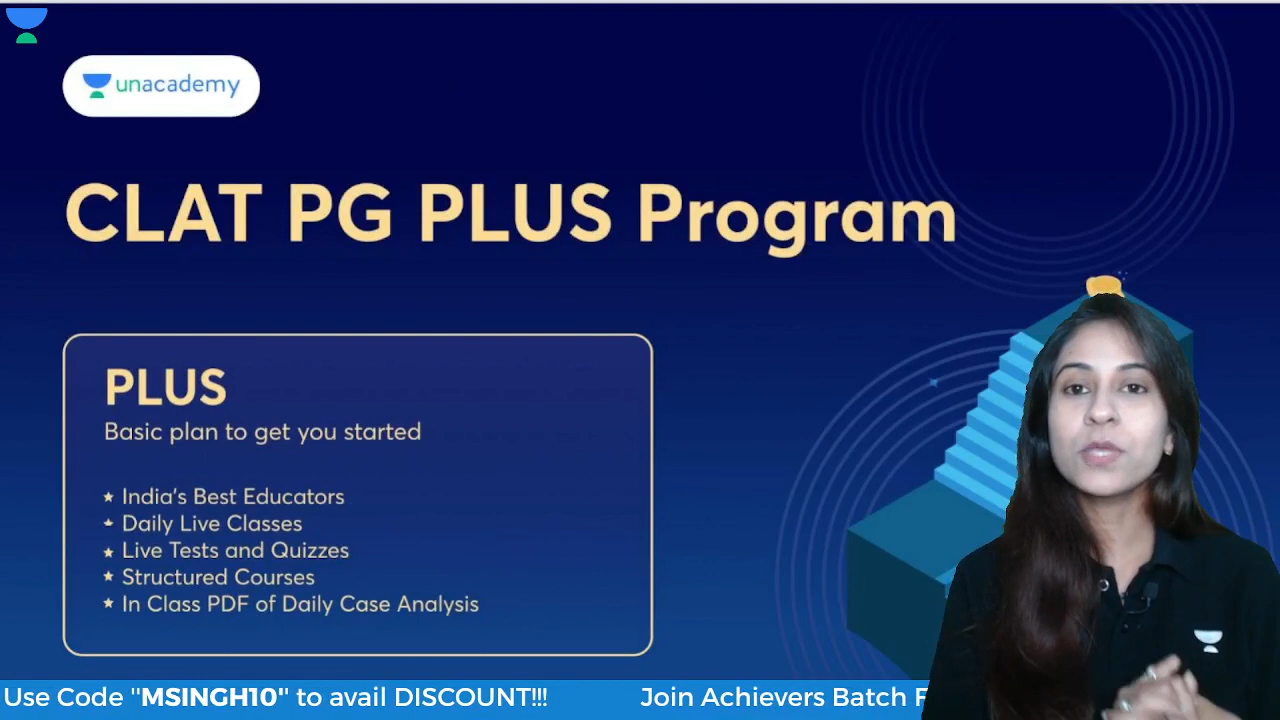 unacademy
CLAT PG PLUS Program
PLUS
Basic plan to get you started
India's Best Educators
Daily Live Classes
Live Tests and Quizzes
Structured Courses
In Class PDF of Daily Case Analysis
Use Code "MSINGH10" to avail DISCOUNT!!! Join Achievers Batch